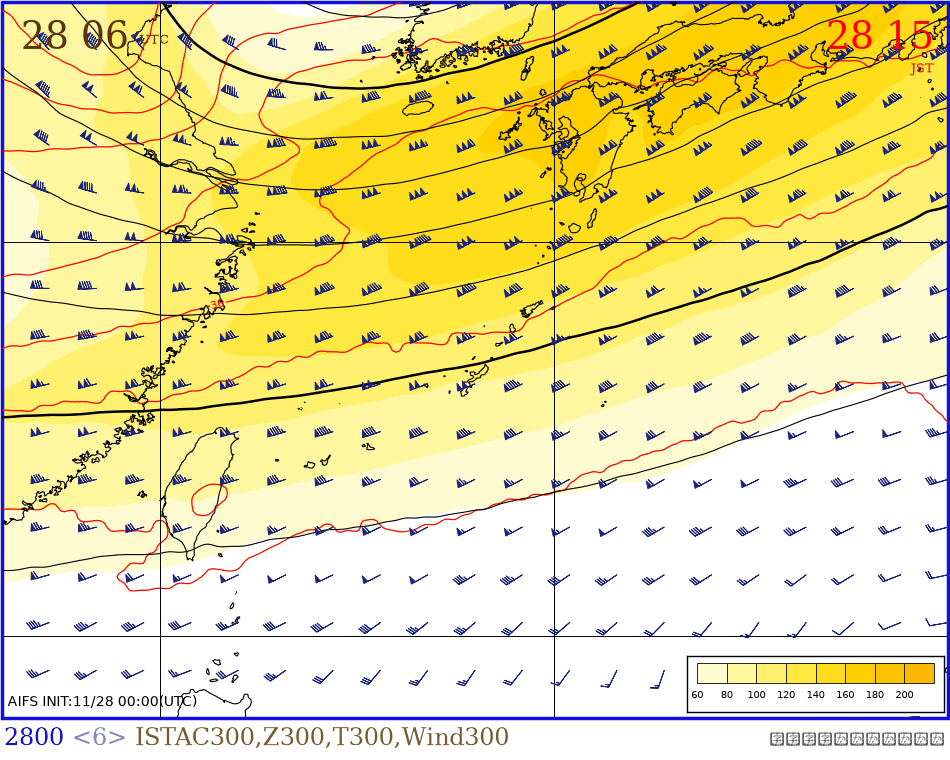 28 06 UTC
28 15
JST
-30
60 80 100 120 140 160 180 200
AIFS INIT:11/28 00:00(UTC)
2800 <6> ISTAC300,Z300,T300,Wind300